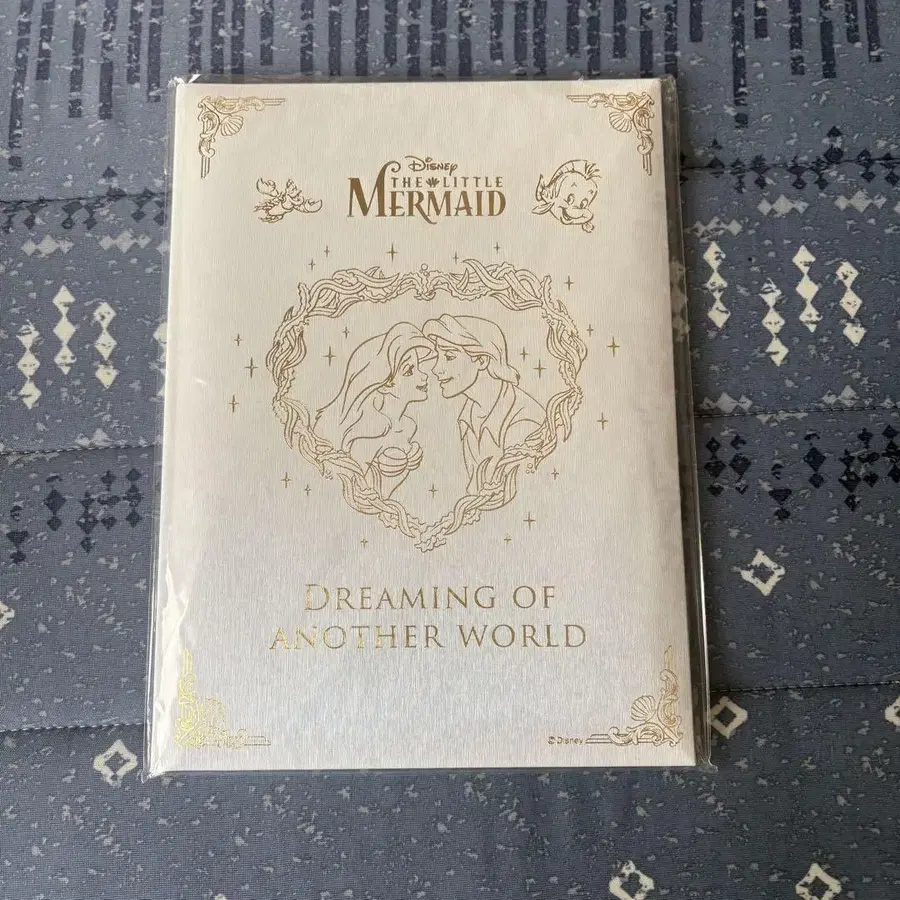 Disney
THE LITTLE
MERMAID
DREAMING OF
ANOTHER WORLD
© Disney